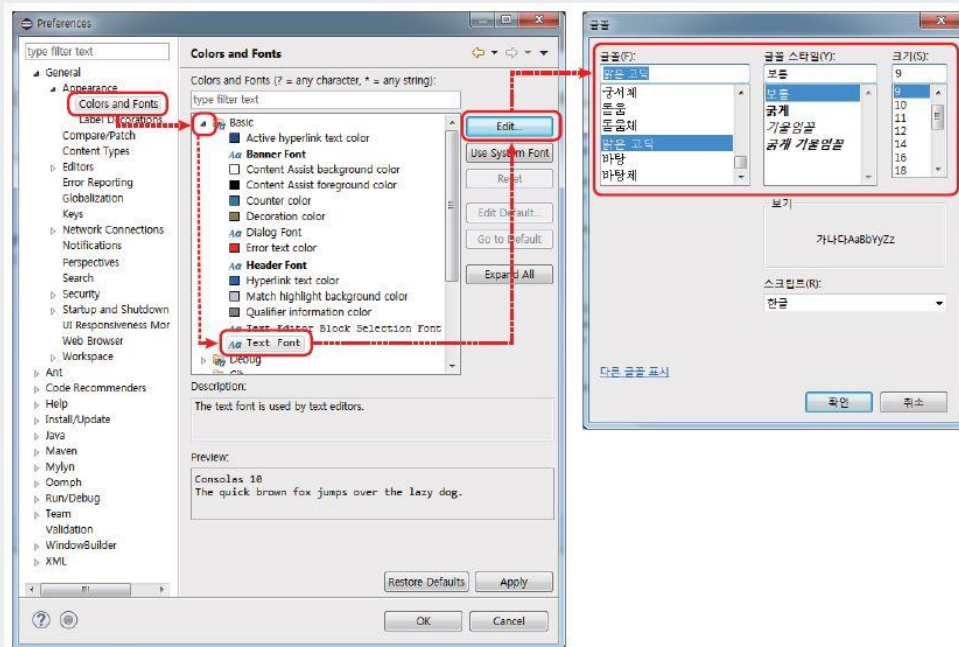 Preferences
type filter text
General
Appearance
Colors and Fonts
Label Decorations
Compare/Patch
Content Types
Editors
Error Reporting
Globalization
Keys
Network Connections
Notifications
Perspectives
Search
Security
Startup and Shutdown
UI Responsiveness Mor
Web Browser
Workspace
Ant
Code Recommenders
Help
Install/Update
Java
Maven
Mylyn
Oomph
Run/Debug
Team
Validation
WindowBuilder
XML
Colors and Fonts
Colors and Fonts (? = any character, * = any string):
type filter text
Basic
Active hyperlink text color
Aa Banner Font
Content Assist background color
Content Assist foreground color
Counter color
Decoration color
Aa Dialog Font
Error text color
Aa Header Font
Hyperlink text color
Match highlight background color
Qualifier information color
Aa Text Editor Block Selection Font
Aa Text Font
Debug
Edit...
Use System Font
Reset
Edit Default...
Go to Default
Expand All
Description:
The text font is used by text editors.
Preview:
Consolas 10
The quick brown fox jumps over the lazy dog.
Restore Defaults
Apply
OK
Cancel
글꼴
글꼴(F):
맑은 고딕
궁서체
돋움
돋움체
맑은 고딕
바탕
바탕체
글꼴 스타일(Y):
보통
보통
굵게
기울임꼴
굵게 기울임꼴
크기(S):
9
9
10
11
12
14
16
18
보기
가나다AaBbYyZz
스크립트(R):
한글
다른 글꼴 표시
확인
취소